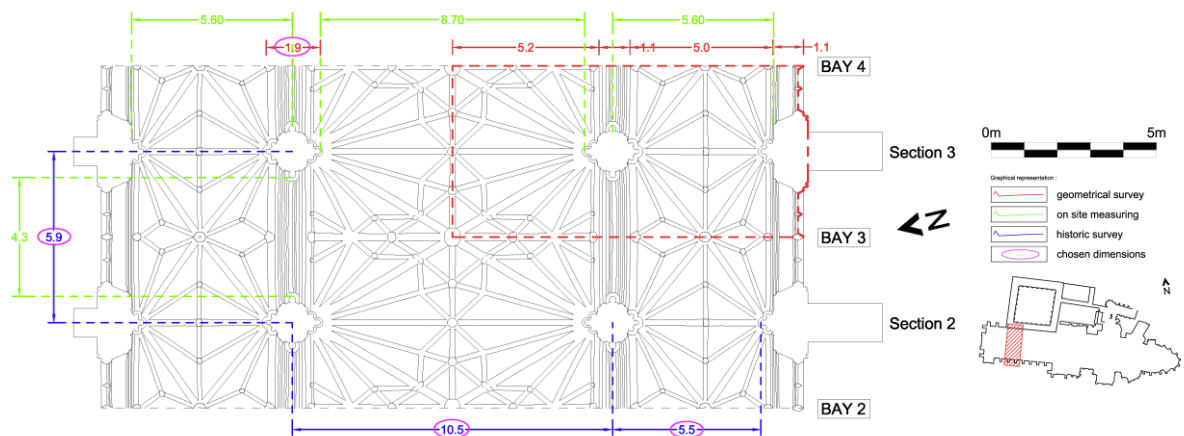 5.60
8.70
5.60
1.9
5.2
1.1
5.0
1.1
BAY 4
0m
5m
Section 3
Graphical representation :
geometrical survey
N
on site measuring
4.3
5.9
BAY 3
historic survey
chosen dimensions
N
Section 2
BAY 2
10.5
5.5